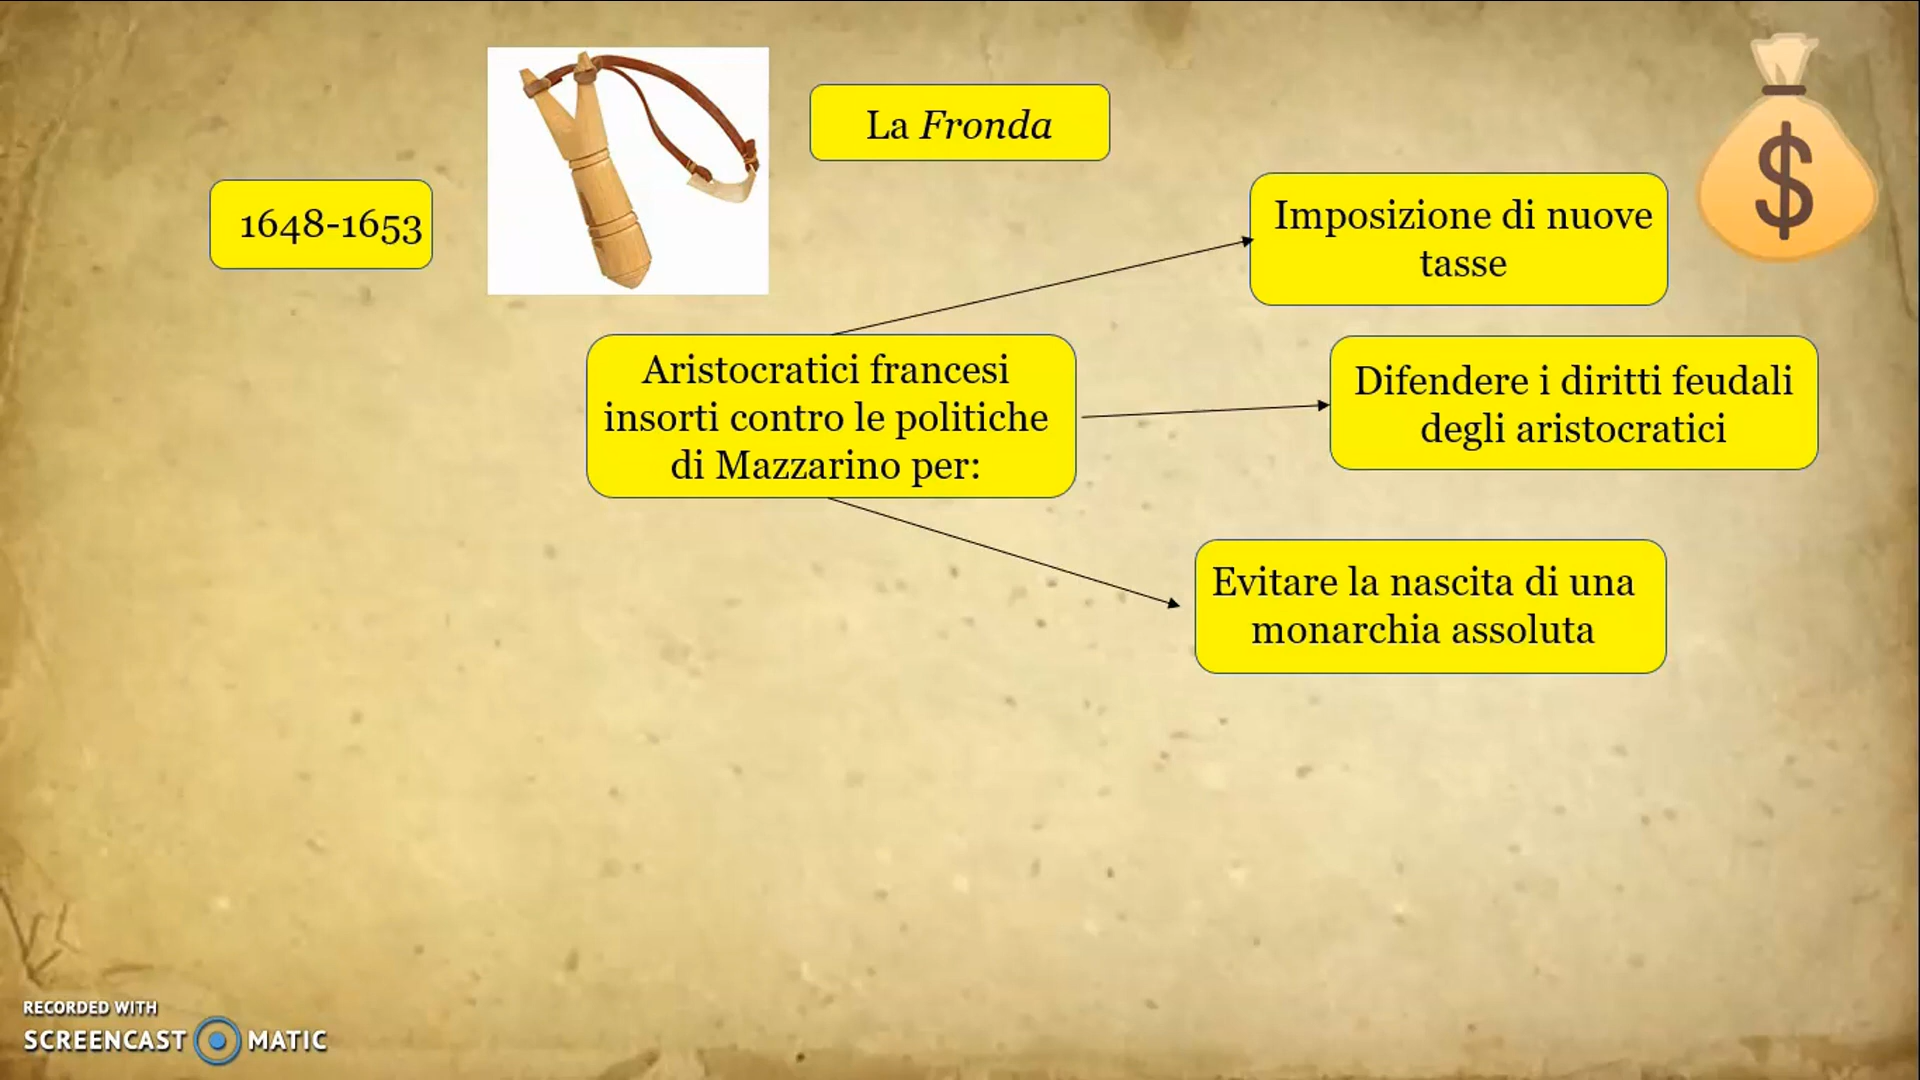 La Fronda
1648-1653
Imposizione di nuove
tasse
$
Aristocratici francesi
insorti contro le politiche
di Mazzarino per:
Difendere i diritti feudali
degli aristocratici
Evitare la nascita di una
monarchia assoluta
RECORDED WITH
SCREENCAST MATIC